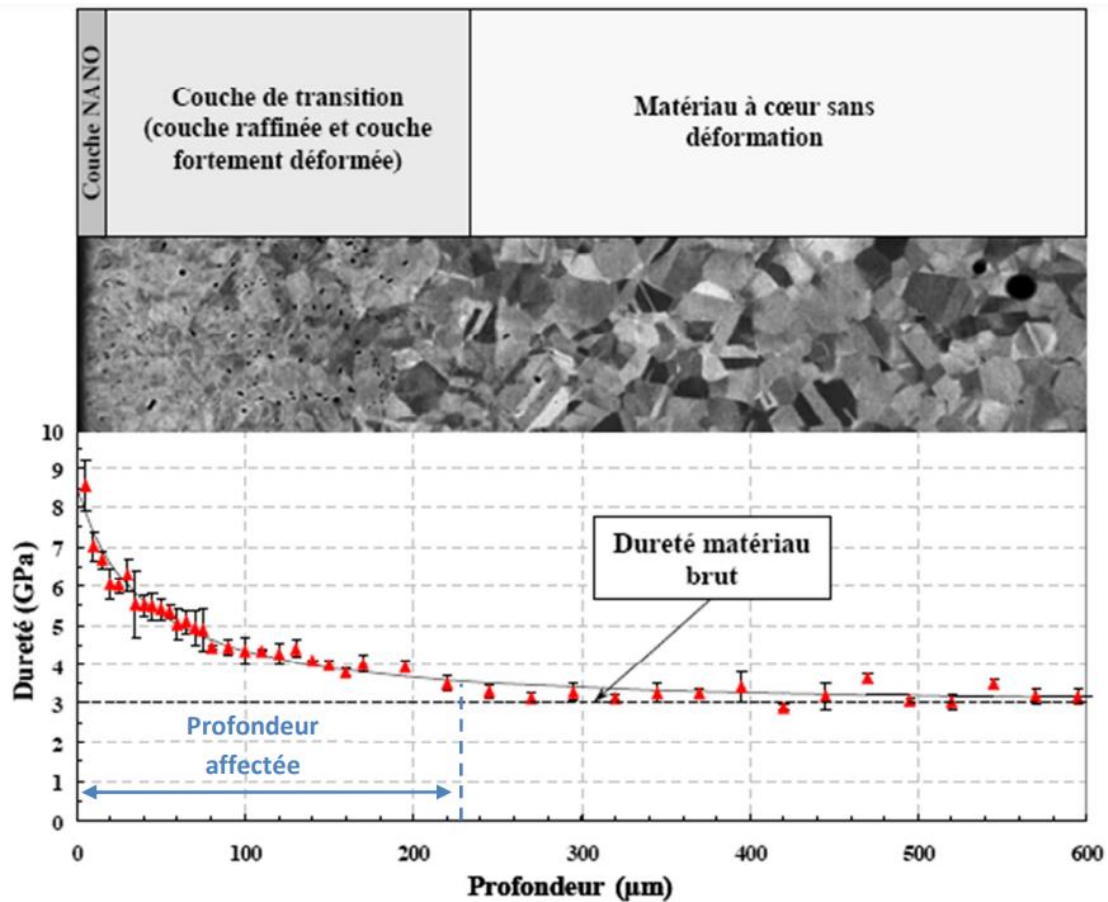 Couche NANO
Couche de transition
(couche raffinée et couche
fortement déformée)
Matériau à cœur sans
déformation
10
9
8
7
6
5
4
3
2
1
0
Dureté (GPa)
Dureté matériau
brut
Profondeur
affectée
0
100
200
300
400
500
600
Profondeur (µm)